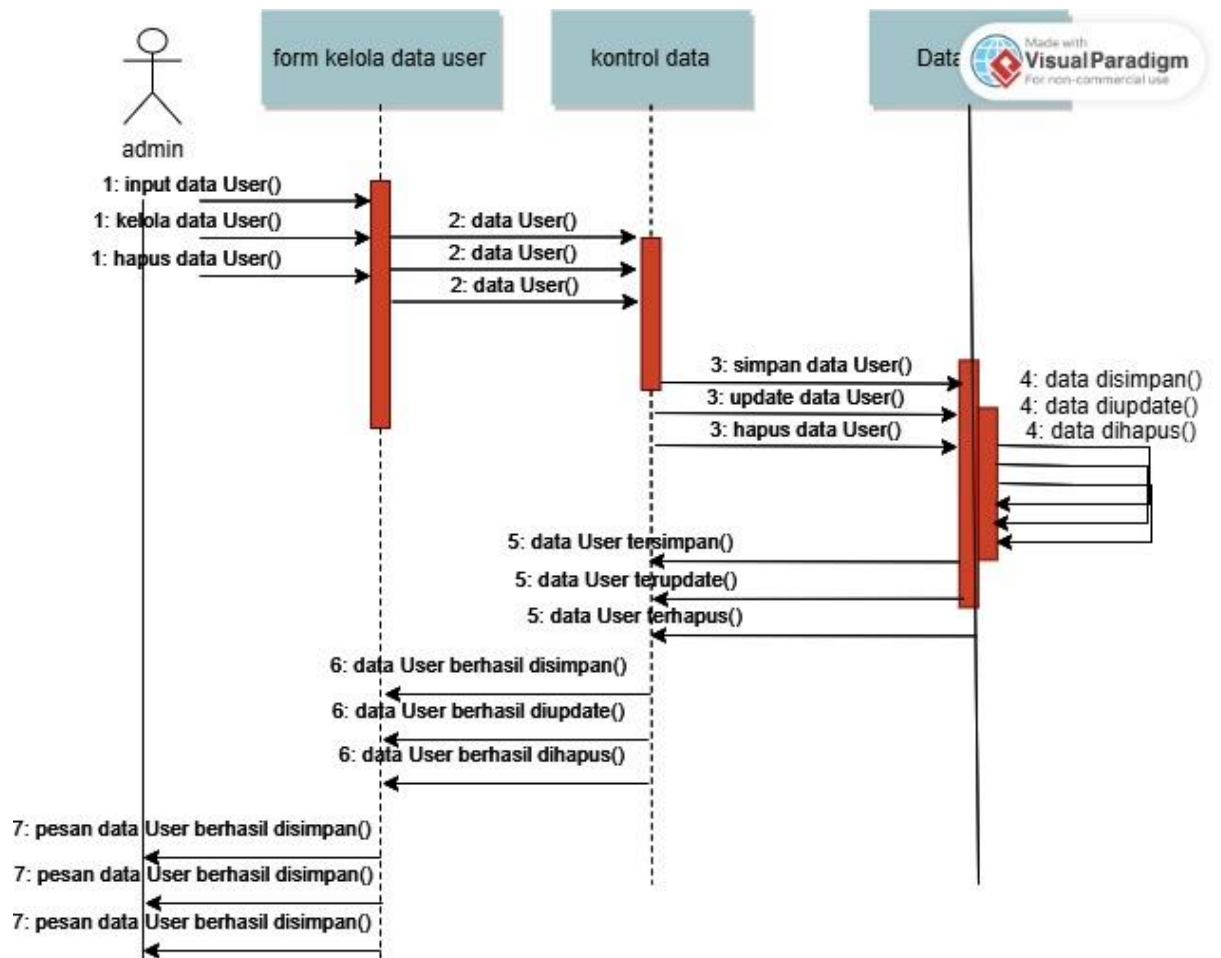 form kelola data user
kontrol data
Data
Made with
VisualParadigm
For non-commercial use
admin
1: input data User()
1: kelola data User()
1: hapus data User()
2: data User()
2: data User()
2: data User()
3: simpan data User()
3: update data User()
3: hapus data User()
4: data disimpan()
4: data diupdate()
4: data dihapus()
5: data User tersimpan()
5: data User terupdate()
5: data User terhapus()
6: data User berhasil disimpan()
6: data User berhasil diupdate()
6: data User berhasil dihapus()
7: pesan data User berhasil disimpan()
7: pesan data User berhasil disimpan()
7: pesan data User berhasil disimpan()